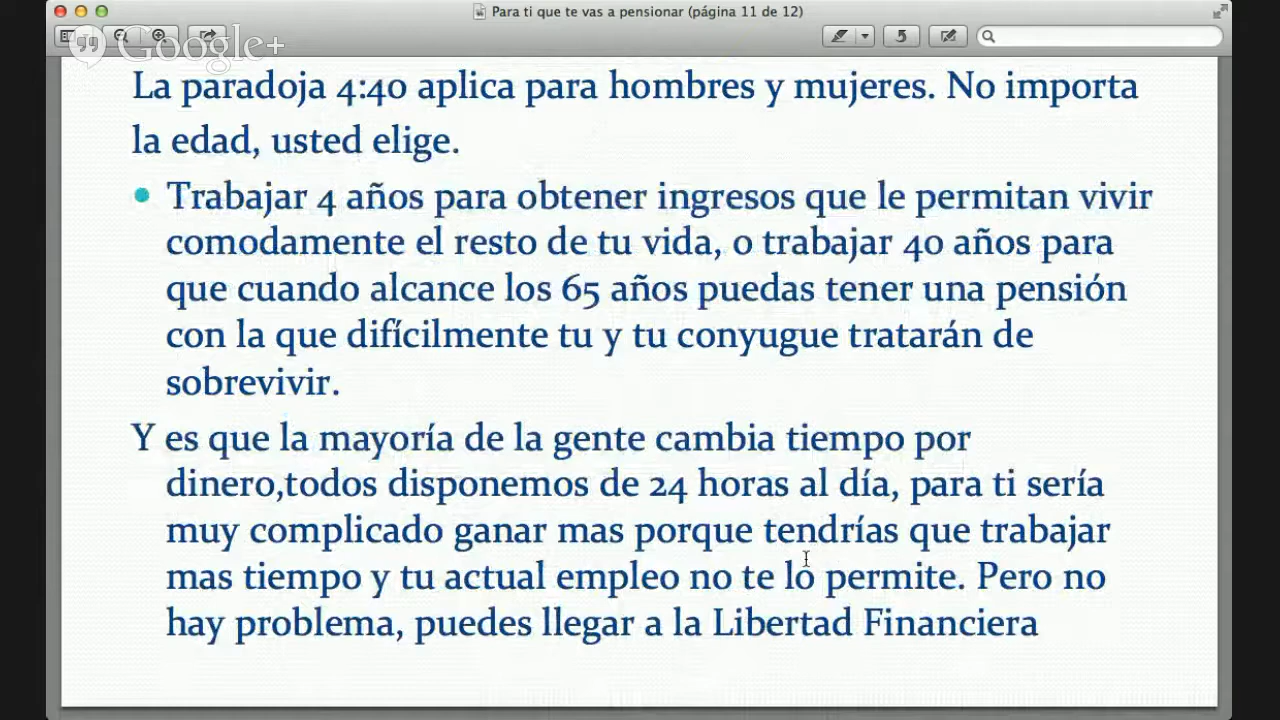 Para ti que te vas a pensionar (página 11 de 12)
Google+
La paradoja 4:40 aplica para hombres y mujeres. No importa
la edad, usted elige.
Trabajar 4 años para obtener ingresos que le permitan vivir
comodamente el resto de tu vida, o trabajar 40 años para
que cuando alcance los 65 años puedas tener una pensión
con la que difícilmente tu y tu conyugue tratarán de
sobrevivir.
Y es que la mayoría de la gente cambia tiempo por
dinero,todos disponemos de 24 horas al día, para ti sería
muy complicado ganar mas porque tendrías que trabajar
mas tiempo y tu actual empleo no te lo permite. Pero no
hay problema, puedes llegar a la Libertad Financiera